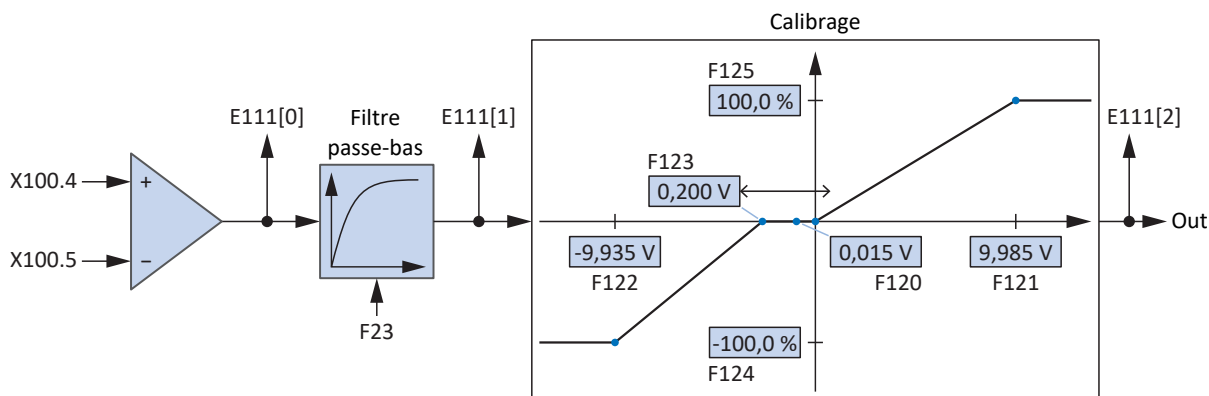 Calibrage
F125
100,0 %
E111[0]
Filtre
passe-bas
E111[1]
E111[2]
X100.4
+
F123
0,200 V
Out
X100.5
−
-9,935 V
F122
0,015 V
F120
9,985 V
F121
F23
-100,0 %
F124